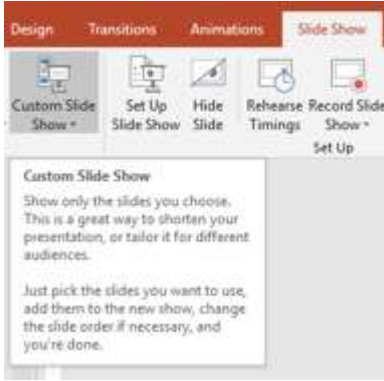 Design Transitions Animations Slide Show
Custom Slide Set Up Hide Rehearse Record Slide
Show Slide Show Slide Timings Show
Set Up
Custom Slide Show
Show only the slides you choose.
This is a great way to shorten your
presentation, or tailor it for different
audiences.
Just pick the slides you want to use,
add them to the new show, change
the slide order if necessary, and
you're done.